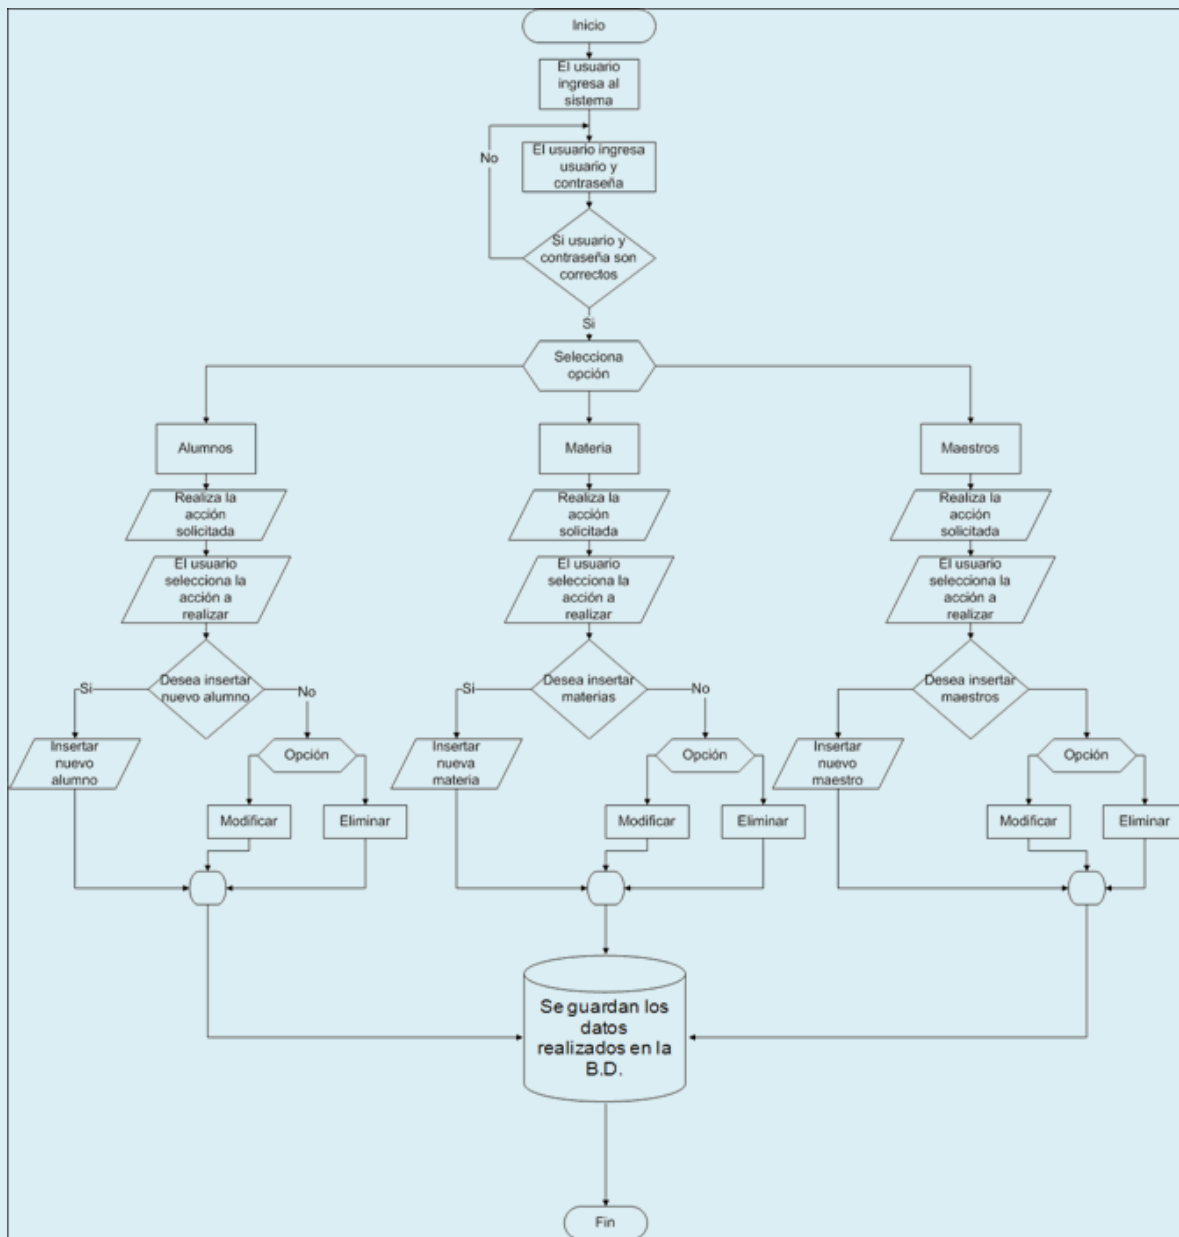 Inicio
El usuario
ingresa al
sistema
No
El usuario ingresa
usuario y
contraseña
Si usuario y
contraseña son
correctos
Si
Selecciona
opción
Alumnos
Materia
Maestros
Realiza la
acción
solicitada
Realiza la
acción
solicitada
Realiza la
acción
solicitada
El usuario
selecciona la
acción a
realizar
El usuario
selecciona la
acción a
realizar
El usuario
selecciona la
acción a
realizar
Si
Desea insertar
nuevo alumno
No
Si
Desea insertar
materias
No
Desea insertar
maestros
Insertar
nuevo
alumno
Opción
Insertar
nueva
materia
Opción
Insertar
nuevo
maestro
Opción
Modificar
Eliminar
Modificar
Eliminar
Modificar
Eliminar
Se guardan los
datos
realizados en la
B.D.
Fin